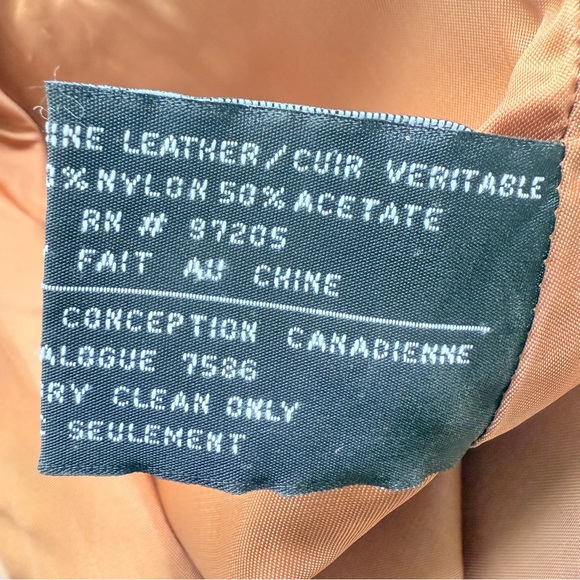 INE LEATHER/CUIR VERITABLE
0% NYLON 50% ACETATE
RN # 97205
FAIT AU CHINE
CONCEPTION CANADIENNE
ALOGUE 7586
RY CLEAN ONLY
SEULEMENT